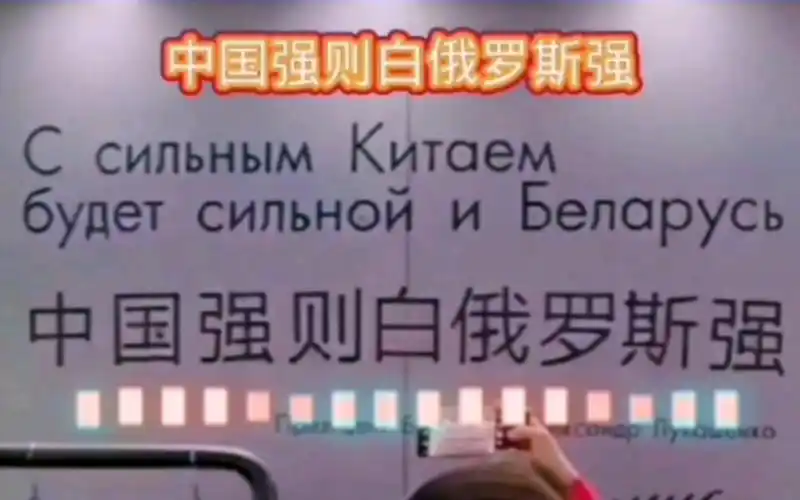 中国强则白俄罗斯强
С сильным Китаем
будет сильной и Беларусь
中国强则白俄罗斯强
Лукашенко